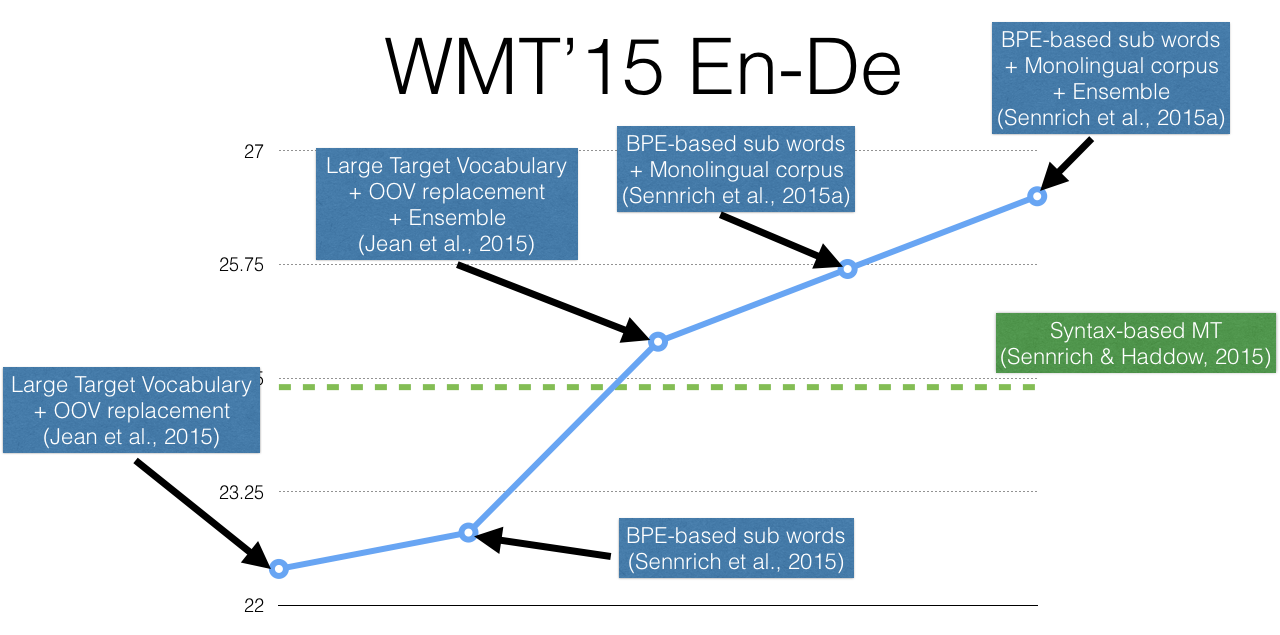 WMT’15 En-De
BPE-based sub words
+ Monolingual corpus
+ Ensemble
(Sennrich et al., 2015a)
BPE-based sub words
+ Monolingual corpus
(Sennrich et al., 2015a)
Large Target Vocabulary
+ OOV replacement
+ Ensemble
(Jean et al., 2015)
27
25.75
Syntax-based MT
(Sennrich & Haddow, 2015)
Large Target Vocabulary
+ OOV replacement
(Jean et al., 2015)
23.25
BPE-based sub words
(Sennrich et al., 2015)
22